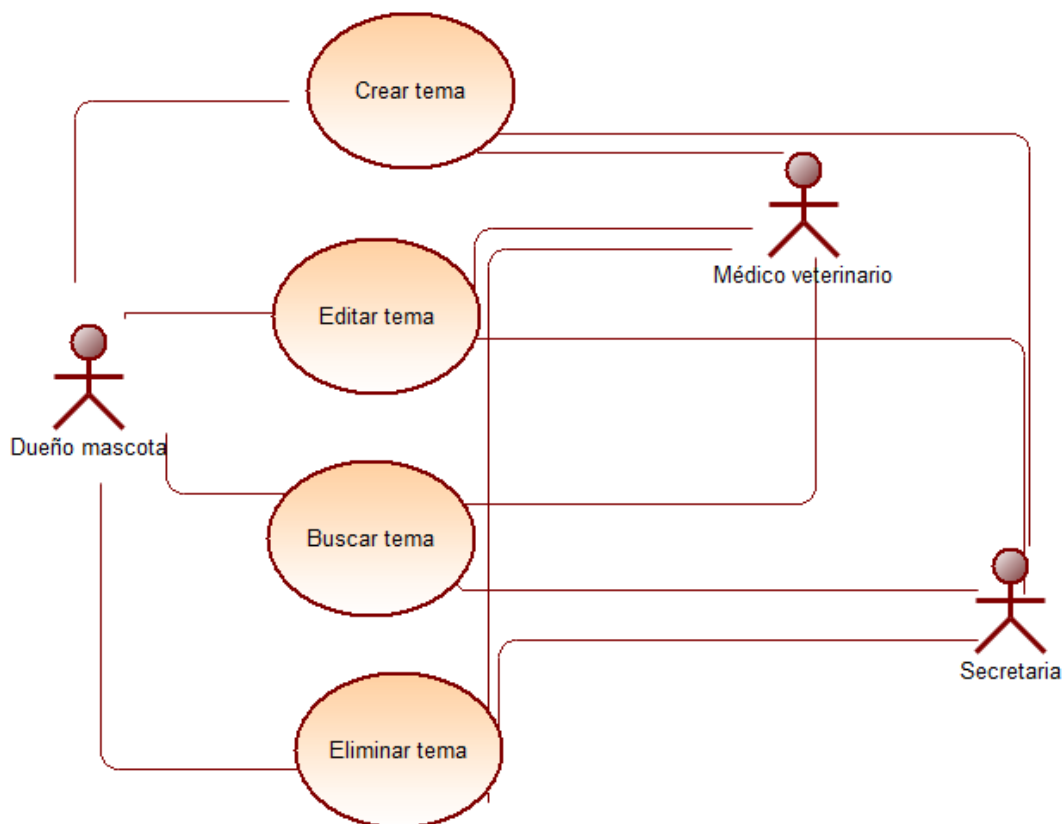 Crear tema
Médico veterinario
Editar tema
Dueño mascota
Buscar tema
Secretaria
Eliminar tema